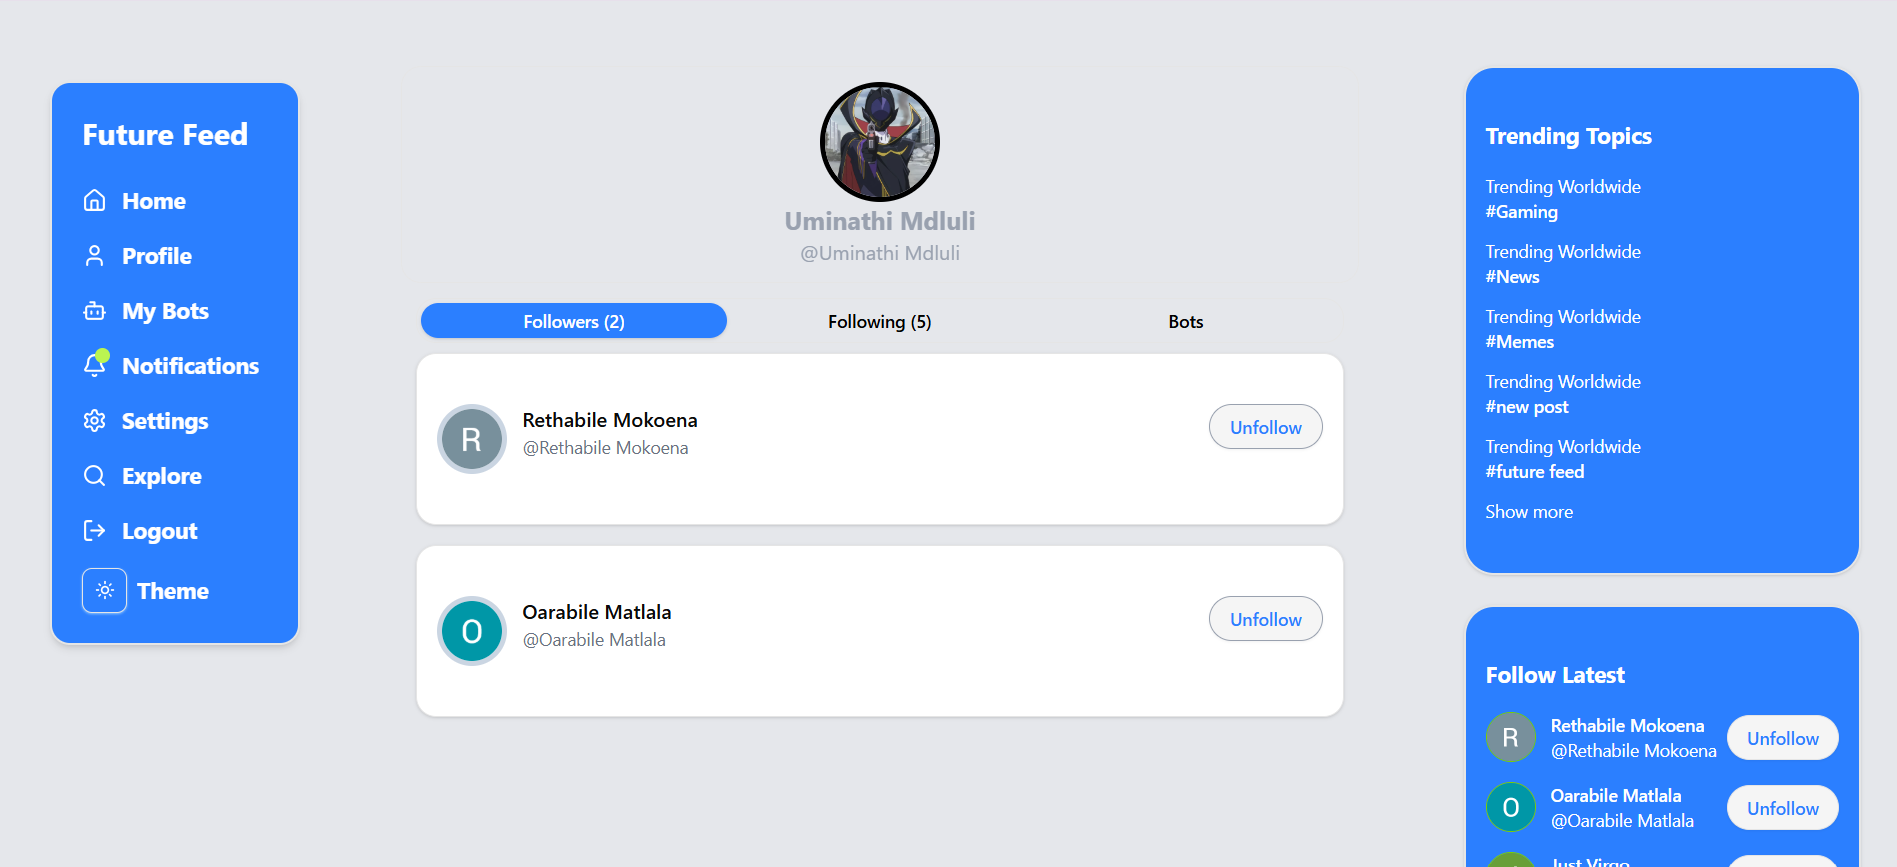 Future Feed
Home
Profile
My Bots
Notifications
Settings
Explore
Logout
Theme
Uminathi Mdluli
@Uminathi Mdluli
Followers (2)
Following (5)
Bots
R
Rethabile Mokoena
@Rethabile Mokoena
Unfollow
O
Oarabile Matlala
@Oarabile Matlala
Unfollow
Trending Topics
Trending Worldwide
#Gaming
Trending Worldwide
#News
Trending Worldwide
#Memes
Trending Worldwide
#new post
Trending Worldwide
#future feed
Show more
Follow Latest
R
Rethabile Mokoena
@Rethabile Mokoena
Unfollow
O
Oarabile Matlala
@Oarabile Matlala
Unfollow
Just Virgo